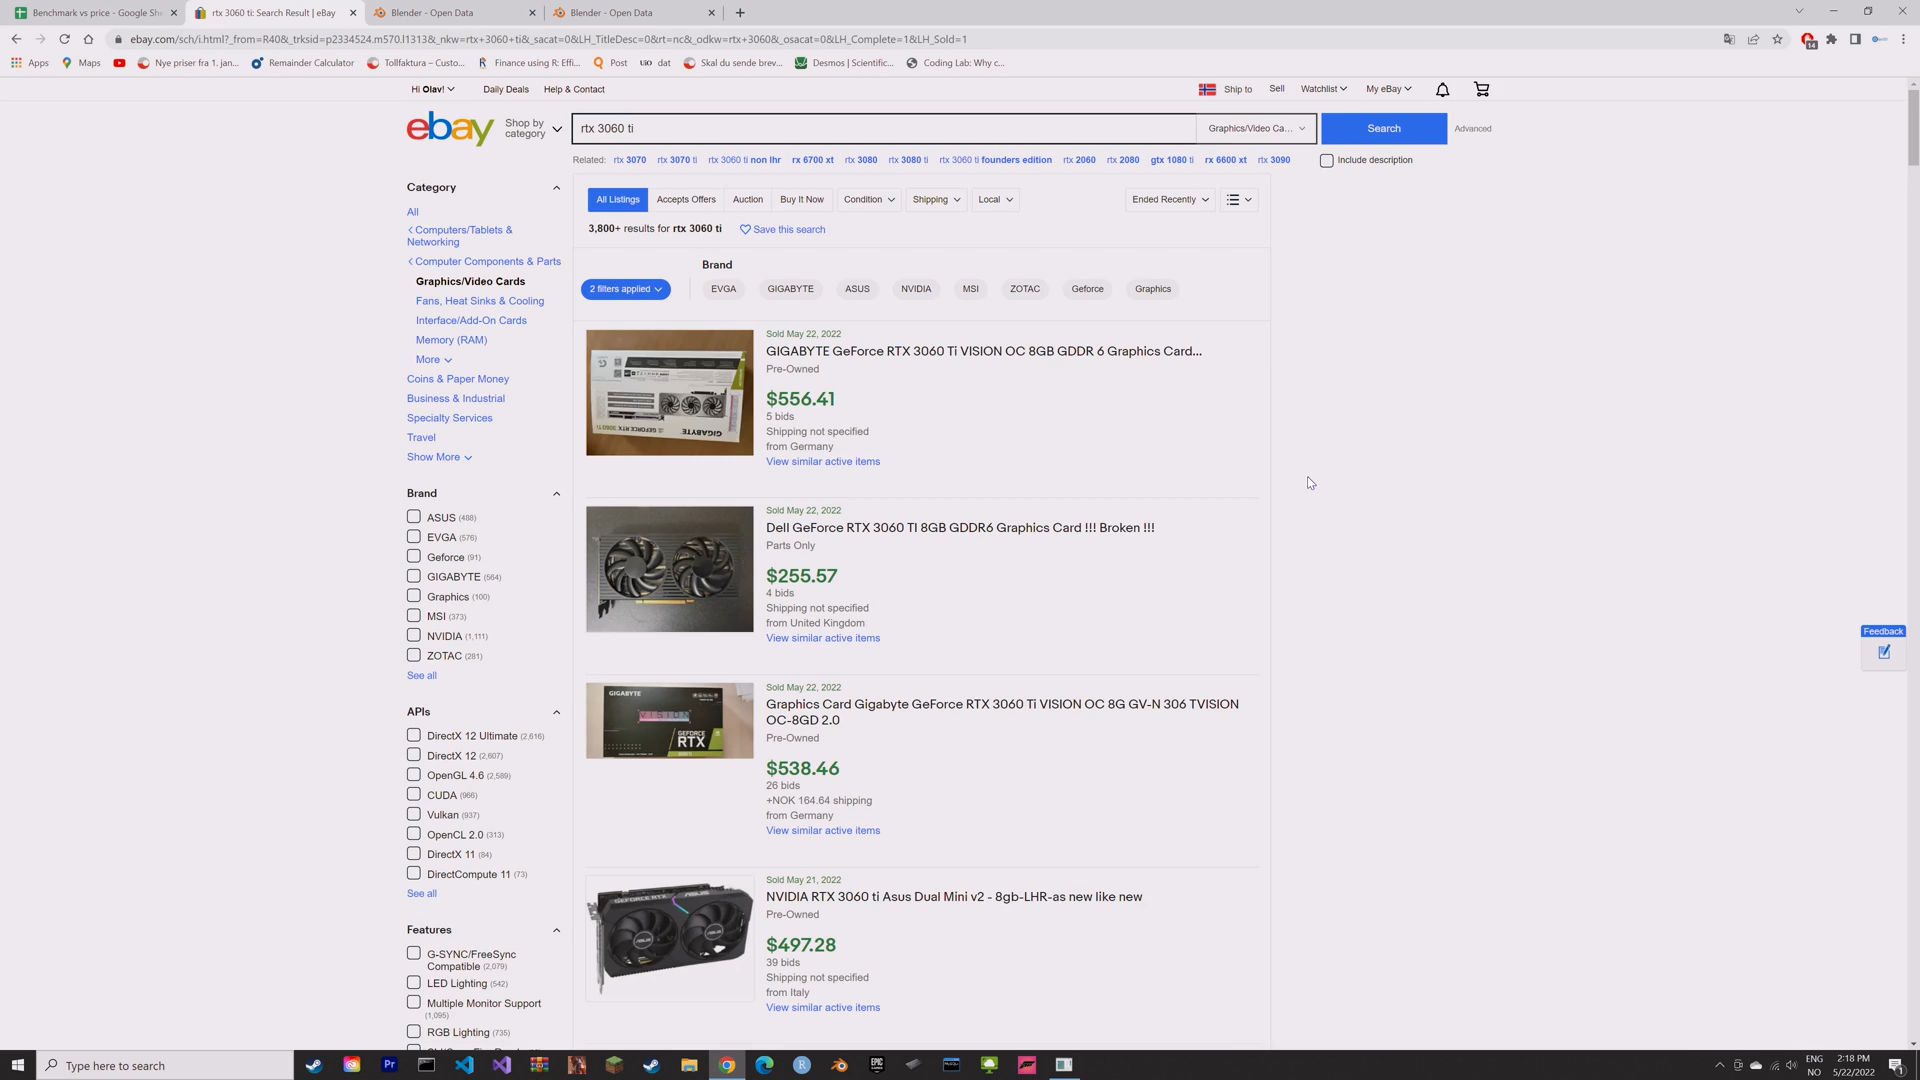 Benchmark vs price - Google She
rtx 3060 ti: Search Result | eBay
Blender - Open Data
Blender - Open Data
ebay.com/sch/i.html?_from=R40&_trksid=p2334524.m570.l1313&_nkw=rtx+3060+ti&_sacat=0&LH_TitleDesc=0&rt=nc&_odkw=rtx+3060&_osacat=0&LH_Complete=1&LH_Sold=1
14
Apps
Maps
Nye priser fra 1. jan...
Remainder Calculator
Tollfaktura – Custo...
Finance using R: Effi...
Post
UiO dat
Skal du sende brev...
Desmos | Scientific...
Coding Lab: Why c...
Hi Olav!
Daily Deals
Help & Contact
Ship to
Sell
Watchlist
My eBay
ebay
Shop by category
rtx 3060 ti
Graphics/Video Ca...
Search
Advanced
Related: rtx 3070 rtx 3070 ti rtx 3060 ti non lhr rx 6700 xt rtx 3080 rtx 3080 ti rtx 3060 ti founders edition rtx 2060 rtx 2080 gtx 1080 ti rx 6600 xt rtx 3090
Include description
Category
All
Computers/Tablets & Networking
Computer Components & Parts
Graphics/Video Cards
Fans, Heat Sinks & Cooling
Interface/Add-On Cards
Memory (RAM)
More
Coins & Paper Money
Business & Industrial
Specialty Services
Travel
Show More
Brand
ASUS (488)
EVGA (576)
Geforce (91)
GIGABYTE (564)
Graphics (100)
MSI (373)
NVIDIA (1,111)
ZOTAC (281)
See all
APIs
DirectX 12 Ultimate (2,616)
DirectX 12 (2,607)
OpenGL 4.6 (2,589)
CUDA (966)
Vulkan (937)
OpenCL 2.0 (313)
DirectX 11 (84)
DirectCompute 11 (73)
See all
Features
G-SYNC/FreeSync Compatible (2,079)
LED Lighting (542)
Multiple Monitor Support (1,095)
RGB Lighting (735)
All Listings
Accepts Offers
Auction
Buy It Now
Condition
Shipping
Local
Ended Recently
3,800+ results for rtx 3060 ti
Save this search
2 filters applied
Brand
EVGA
GIGABYTE
ASUS
NVIDIA
MSI
ZOTAC
Geforce
Graphics
GIGABYTE
Sold May 22, 2022
GIGABYTE GeForce RTX 3060 Ti VISION OC 8GB GDDR 6 Graphics Card...
Pre-Owned
$556.41
5 bids
Shipping not specified
from Germany
View similar active items
Sold May 22, 2022
Dell GeForce RTX 3060 TI 8GB GDDR6 Graphics Card !!! Broken !!!
Parts Only
$255.57
4 bids
Shipping not specified
from United Kingdom
View similar active items
GIGABYTE
VISION
GEFORCE
RTX
Sold May 22, 2022
Graphics Card Gigabyte GeForce RTX 3060 Ti VISION OC 8G GV-N 306 TVISION
OC-8GD 2.0
Pre-Owned
$538.46
26 bids
+NOK 164.64 shipping
from Germany
View similar active items
GEFORCE RTX
Sold May 21, 2022
NVIDIA RTX 3060 ti Asus Dual Mini v2 - 8gb-LHR-as new like new
Pre-Owned
$497.28
39 bids
Shipping not specified
from Italy
View similar active items
Feedback
Type here to search
Pr
R
EPIC
ENG
NO
2:18 PM
5/22/2022
1